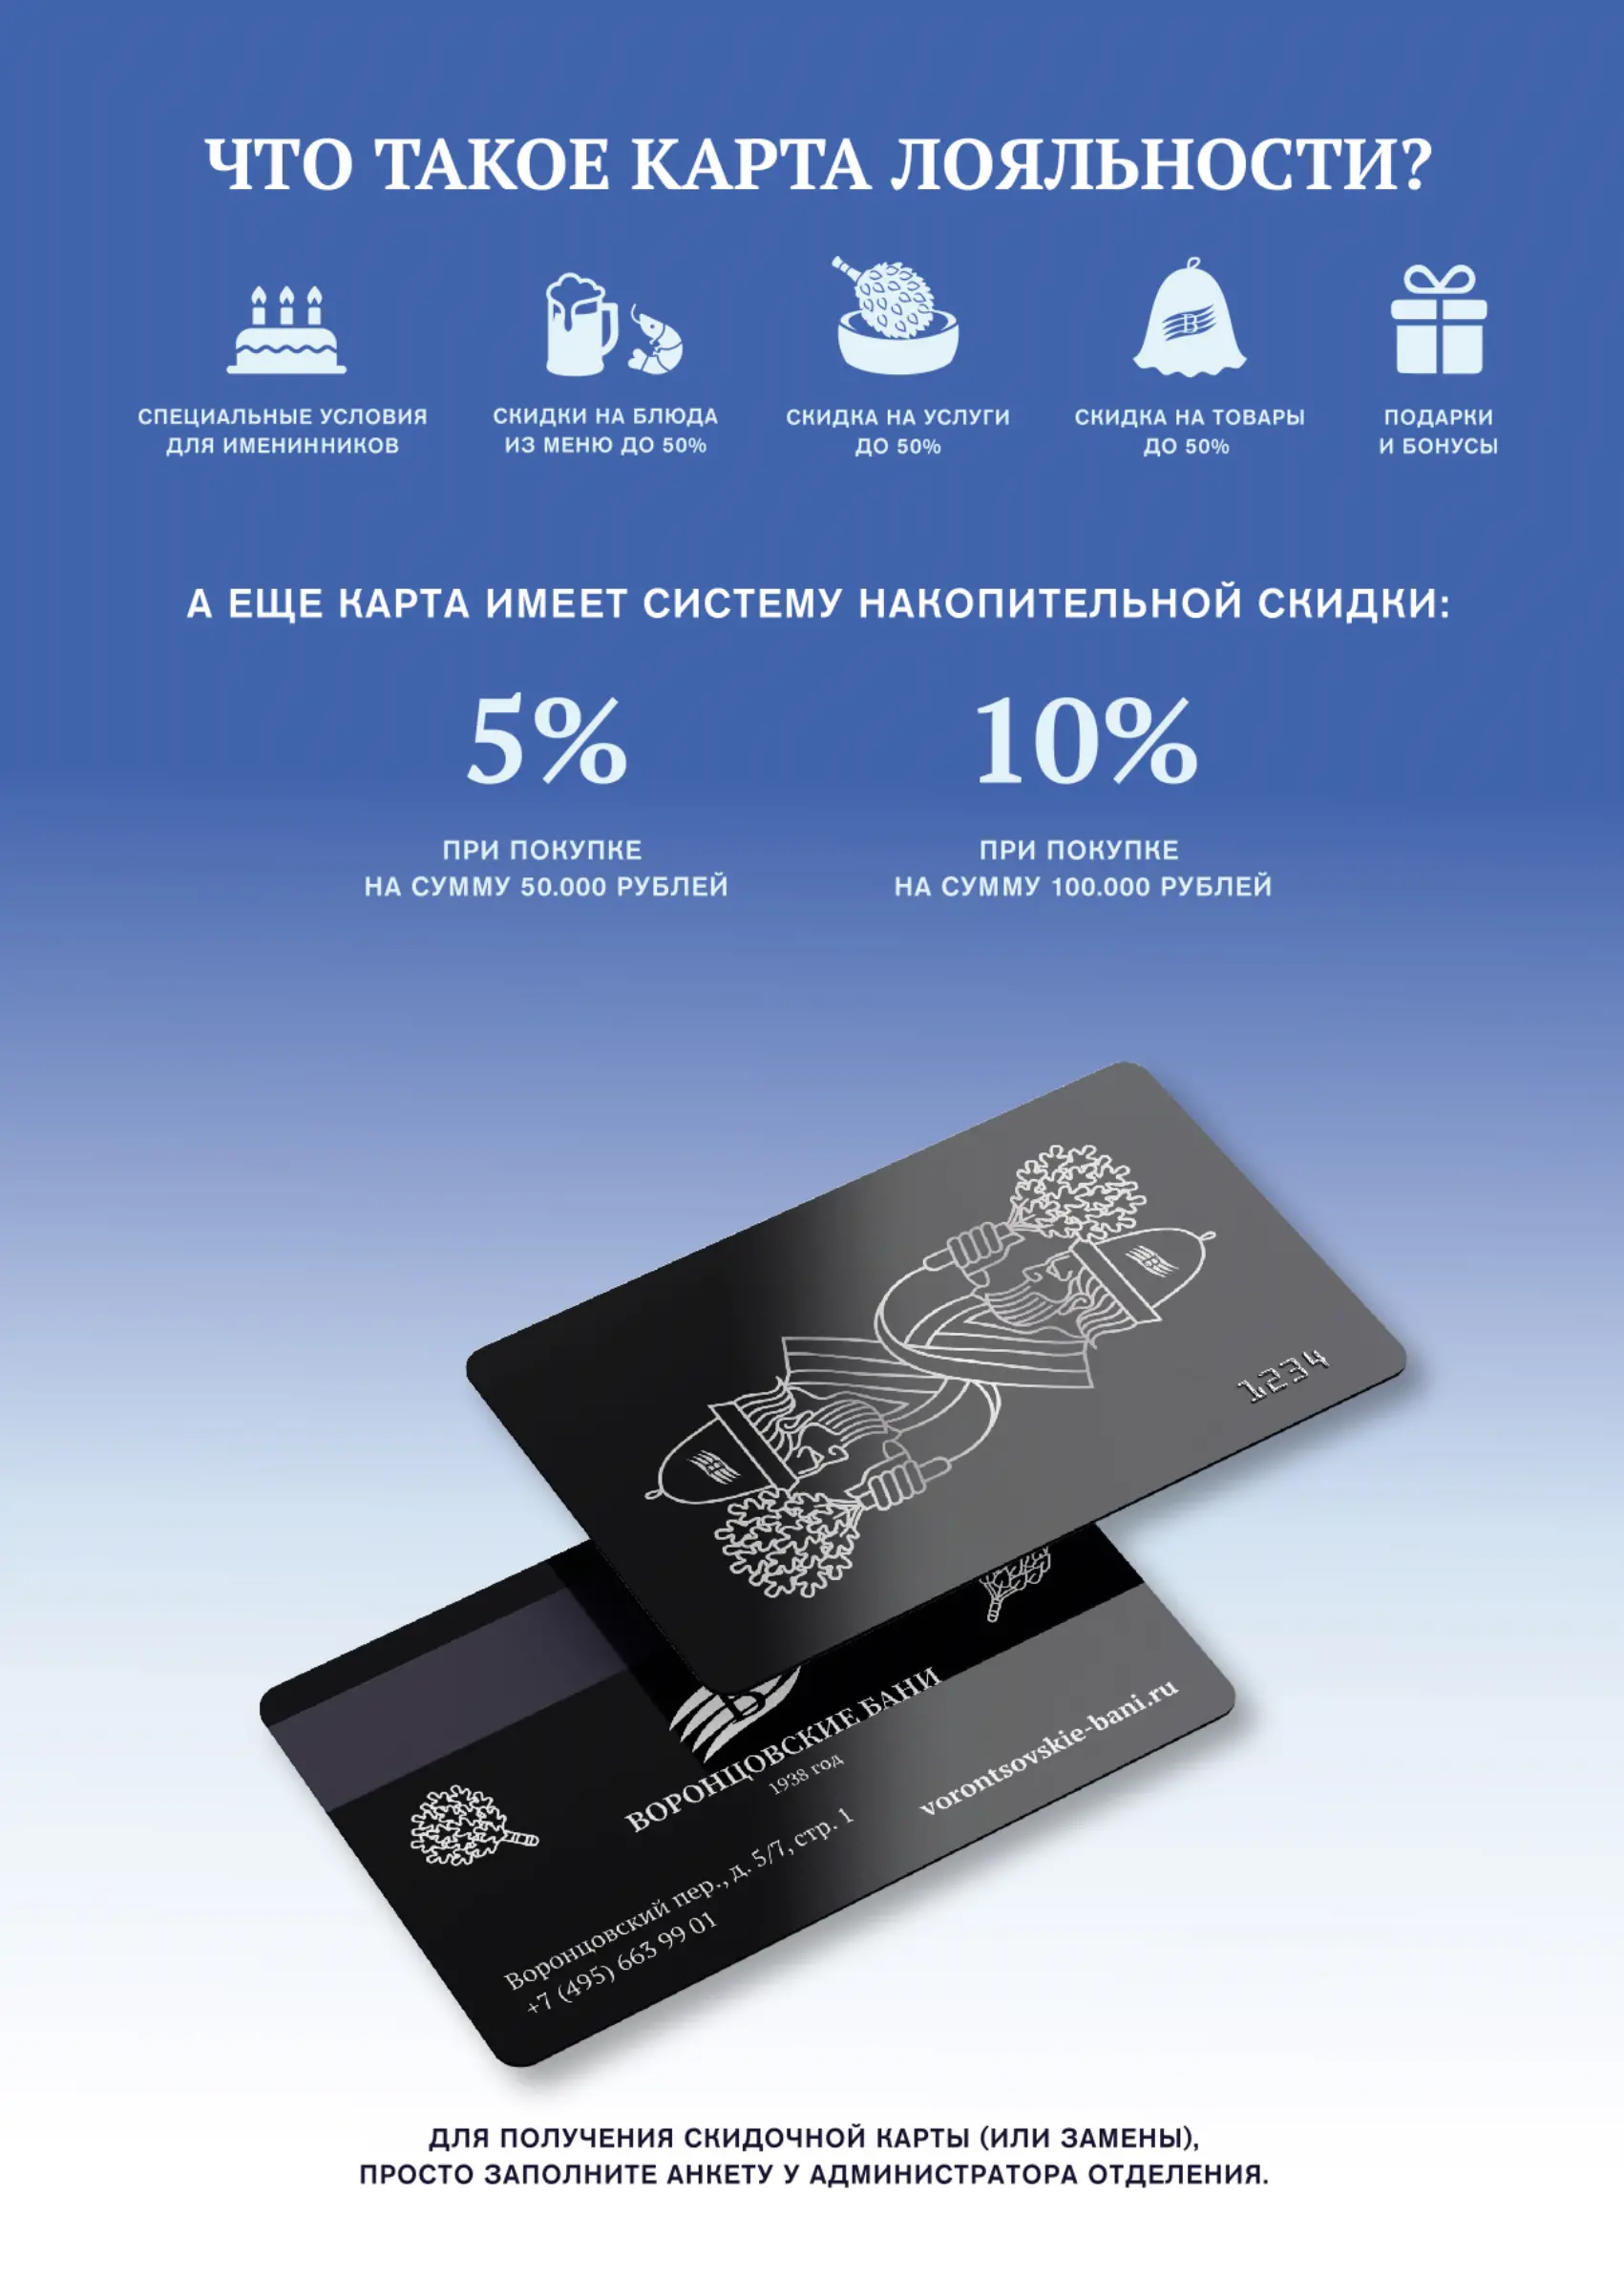 ЧТО ТАКОЕ КАРТА ЛОЯЛЬНОСТИ?
В
СПЕЦИАЛЬНЫЕ УСЛОВИЯ
ДЛЯ ИМЕНИННИКОВ
СКИДКИ НА БЛЮДА
ИЗ МЕНЮ ДО 50%
СКИДКА НА УСЛУГИ
ДО 50%
СКИДКА НА ТОВАРЫ
ДО 50%
ПОДАРКИ
И БОНУСЫ
А ЕЩЕ КАРТА ИМЕЕТ СИСТЕМУ НАКОПИТЕЛЬНОЙ СКИДКИ:
5%
ПРИ ПОКУПКЕ
НА СУММУ 50.000 РУБЛЕЙ
10%
ПРИ ПОКУПКЕ
НА СУММУ 100.000 РУБЛЕЙ
1234
ВОРОНЦОВСКИЕ БАНИ
1938 год
vorontsovskie-bani.ru
Воронцовский пер., д. 5/7, стр. 1
+7 (495) 663 99 01
ДЛЯ ПОЛУЧЕНИЯ СКИДОЧНОЙ КАРТЫ (ИЛИ ЗАМЕНЫ),
ПРОСТО ЗАПОЛНИТЕ АНКЕТУ У АДМИНИСТРАТОРА ОТДЕЛЕНИЯ.